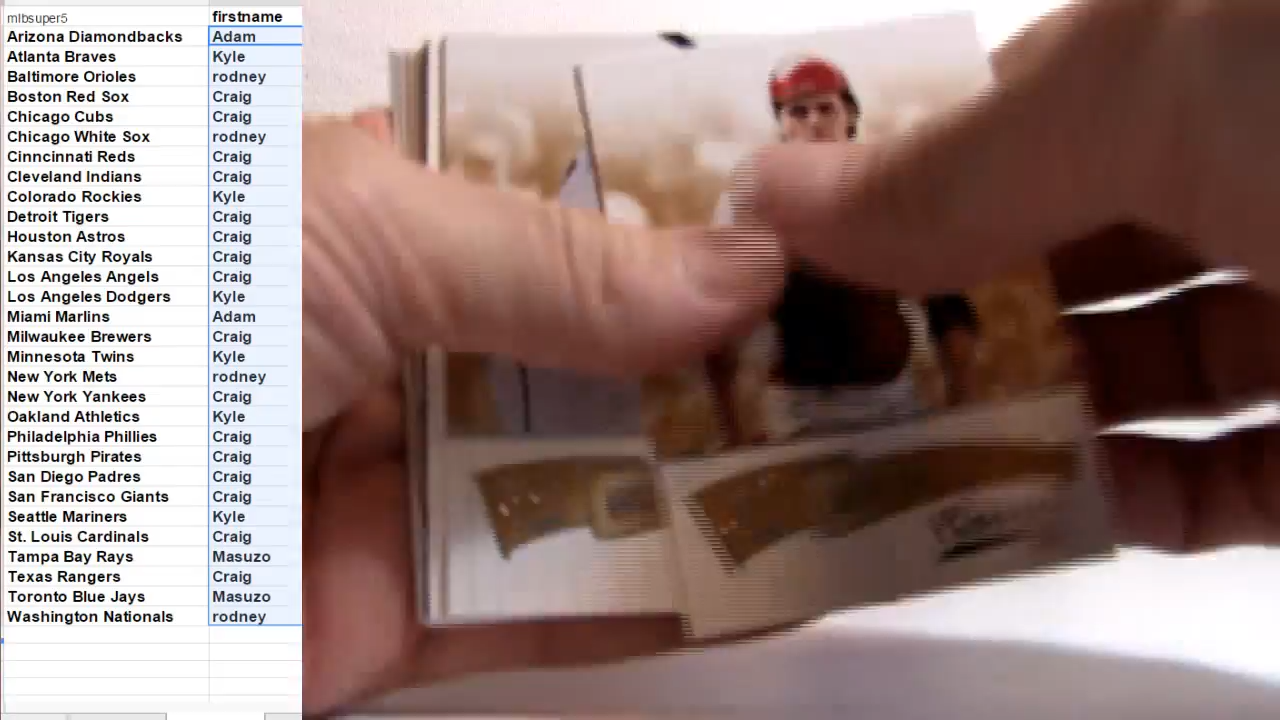 mlbsuper5 firstname
Arizona Diamondbacks Adam
Atlanta Braves Kyle
Baltimore Orioles rodney
Boston Red Sox Craig
Chicago Cubs Craig
Chicago White Sox rodney
Cinncinnati Reds Craig
Cleveland Indians Craig
Colorado Rockies Kyle
Detroit Tigers Craig
Houston Astros Craig
Kansas City Royals Craig
Los Angeles Angels Craig
Los Angeles Dodgers Kyle
Miami Marlins Adam
Milwaukee Brewers Craig
Minnesota Twins Kyle
New York Mets rodney
New York Yankees Craig
Oakland Athletics Kyle
Philadelphia Phillies Craig
Pittsburgh Pirates Craig
San Diego Padres Craig
San Francisco Giants Craig
Seattle Mariners Kyle
St. Louis Cardinals Craig
Tampa Bay Rays Masuzo
Texas Rangers Craig
Toronto Blue Jays Masuzo
Washington Nationals rodney